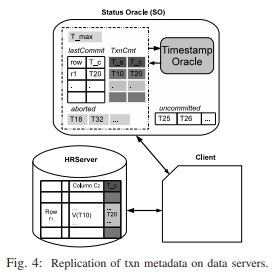 Status Oracle (SO)
T_max
lastCommit TxnCmt
row T_c T_s T_c
r1 T20 T10 T20
Timestamp
Oracle
aborted
T18 T32 ...
uncommitted
T25 T26 ...
HRServer
Column C2 T_c
Row
r1
...
V(T10) T20
...
Client
Fig. 4: Replication of txn metadata on data servers.